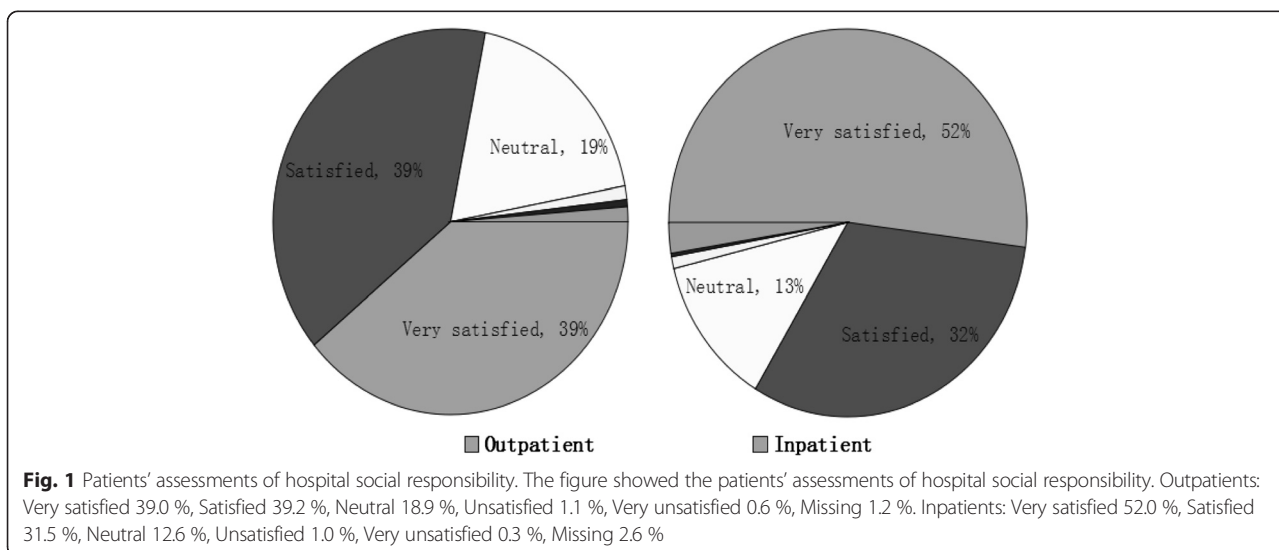 Satisfied, 39%
Neutral, 19%
Very satisfied, 39%
Very satisfied, 52%
Neutral, 13%
Satisfied, 32%
Outpatient
Inpatient
Fig. 1 Patients' assessments of hospital social responsibility. The figure showed the patients' assessments of hospital social responsibility. Outpatients:
Very satisfied 39.0 %, Satisfied 39.2 %, Neutral 18.9 %, Unsatisfied 1.1 %, Very unsatisfied 0.6 %, Missing 1.2 %. Inpatients: Very satisfied 52.0 %, Satisfied
31.5 %, Neutral 12.6 %, Unsatisfied 1.0 %, Very unsatisfied 0.3 %, Missing 2.6 %